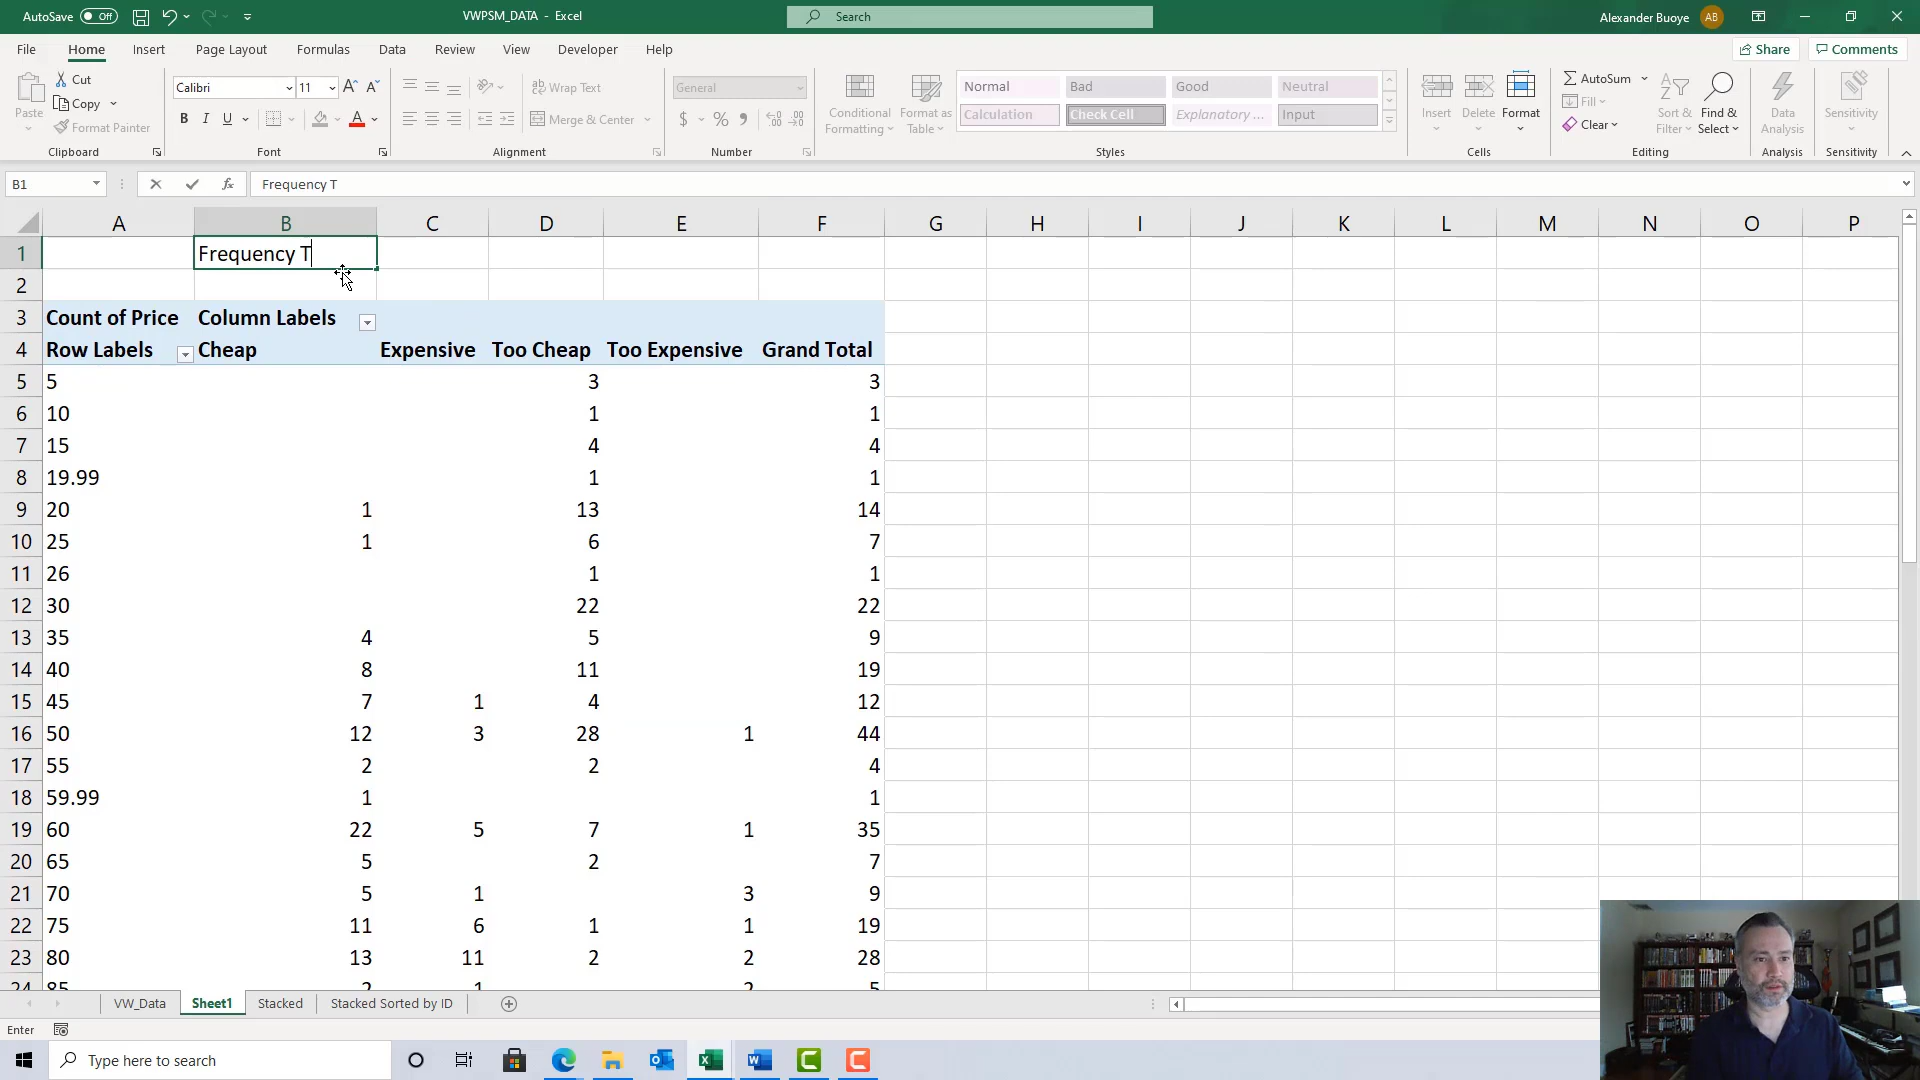 AutoSave Off VWPSM_DATA - Excel Search Alexander Buoye AB
File Home Insert Page Layout Formulas Data Review View Developer Help Share Comments
Paste Cut Copy Format Painter Clipboard
Calibri 11 A A B I U A Font
Wrap Text Merge & Center Alignment
General $ % Number
Conditional Formatting Format as Table
Normal Bad Good Neutral
Calculation Check Cell Explanatory ... Input
Styles
Insert Delete Format Cells
AutoSum Fill Clear Sort & Filter Find & Select Editing
Data Analysis Analysis
Sensitivity Sensitivity
B1 fx Frequency T
A B C D E F G H I J K L M N O P
1 Frequency T
2
3 Count of Price Column Labels
4 Row Labels Cheap Expensive Too Cheap Too Expensive Grand Total
5 5 3 3
6 10 1 1
7 15 4 4
8 19.99 1 1
9 20 1 13 14
10 25 1 6 7
11 26 1 1
12 30 22 22
13 35 4 5 9
14 40 8 11 19
15 45 7 1 4 12
16 50 12 3 28 1 44
17 55 2 2 4
18 59.99 1 1
19 60 22 5 7 1 35
20 65 5 2 7
21 70 5 1 3 9
22 75 11 6 1 1 19
23 80 13 11 2 2 28
24 85 2 1 2 5
VW_Data Sheet1 Stacked Stacked Sorted by ID
Enter
Type here to search